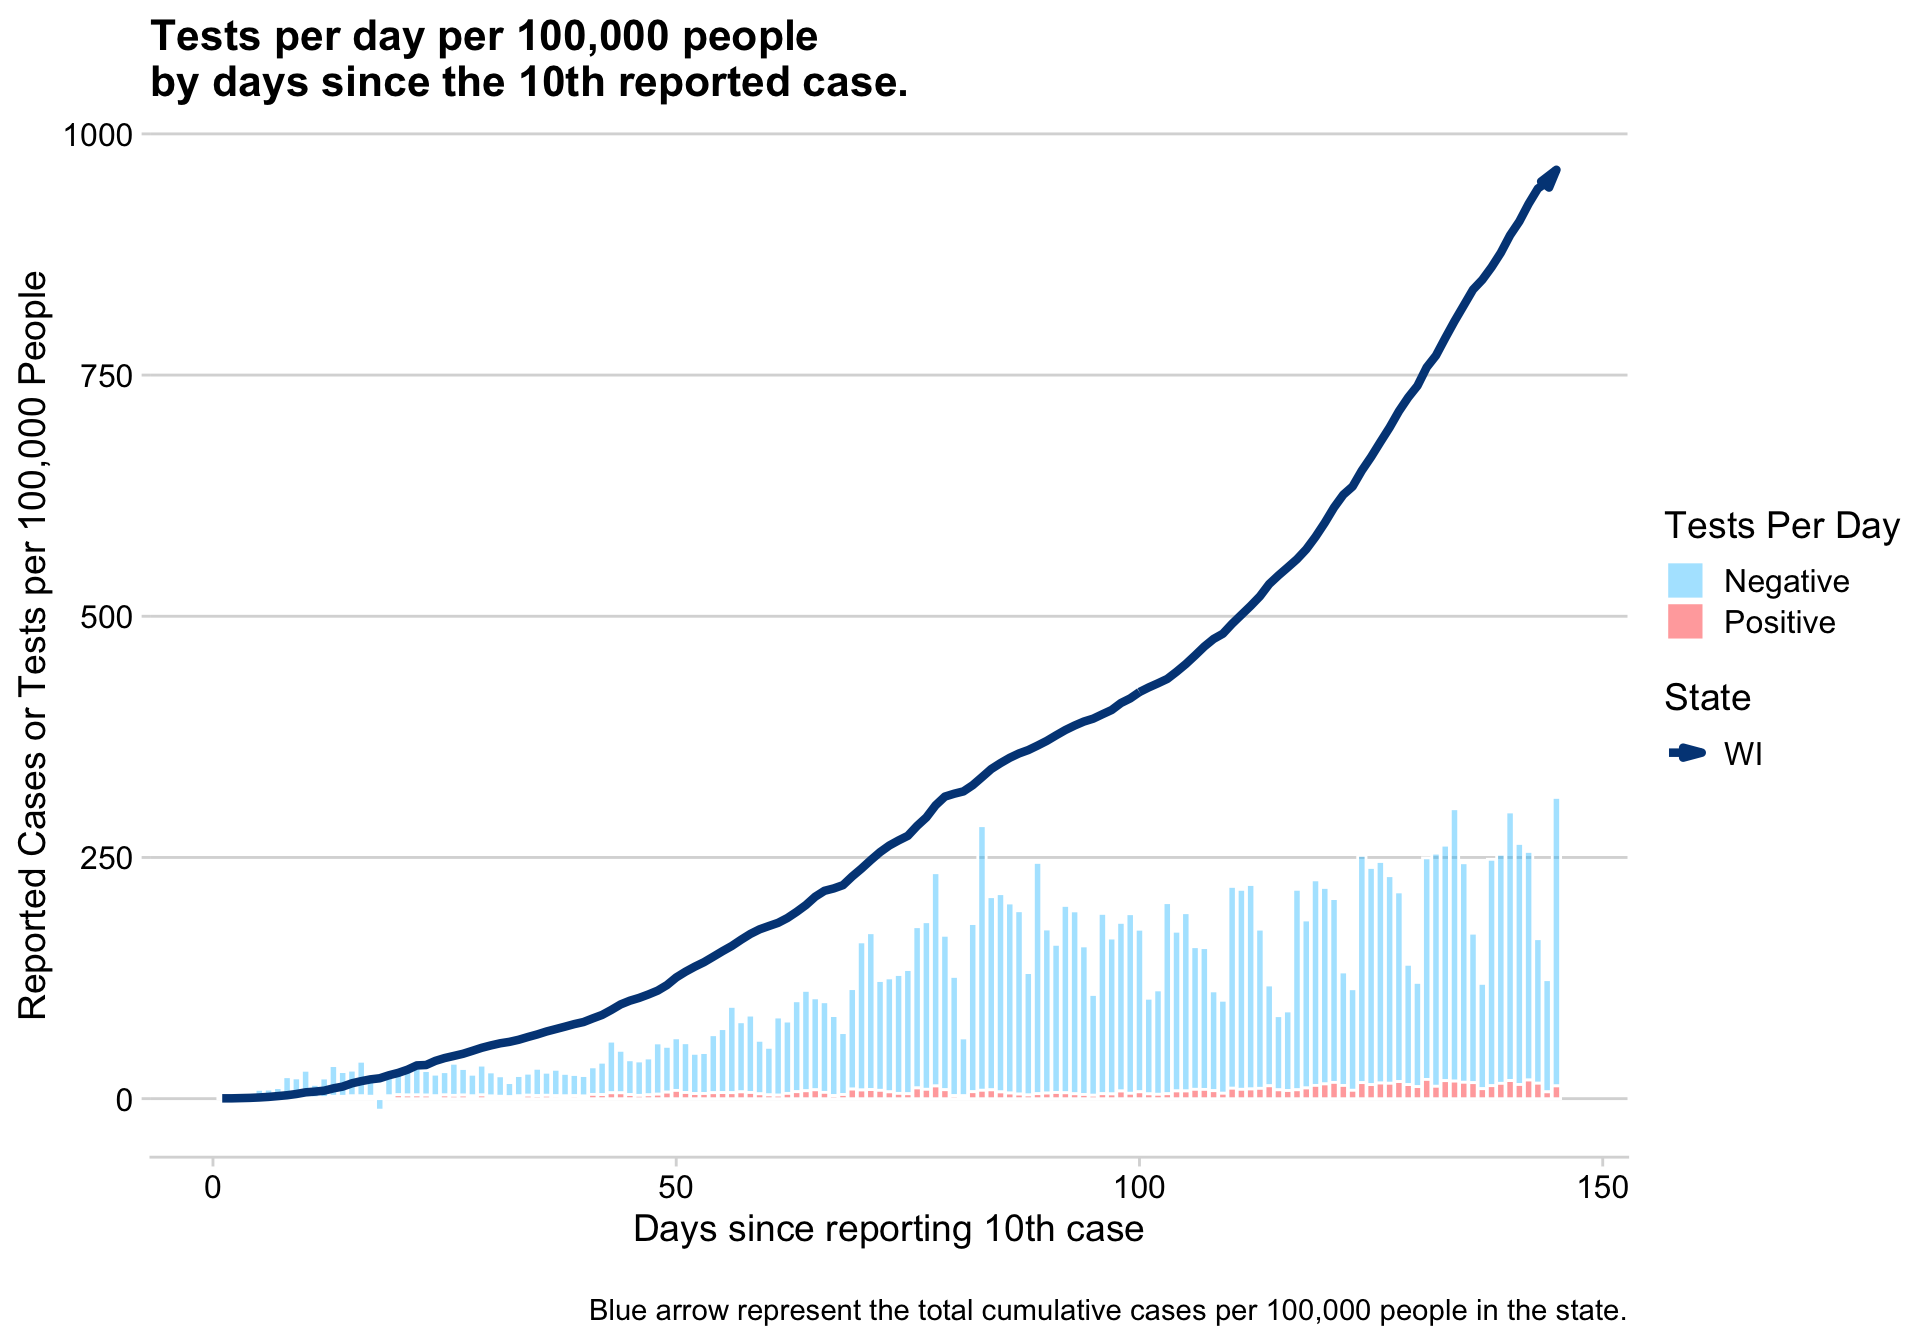 Tests per day per 100,000 people
by days since the 10th reported case.
Reported Cases or Tests per 100,000 People
1000
750
500
250
0
0
50
100
150
Days since reporting 10th case
Tests Per Day
Negative
Positive
State
WI
Blue arrow represent the total cumulative cases per 100,000 people in the state.